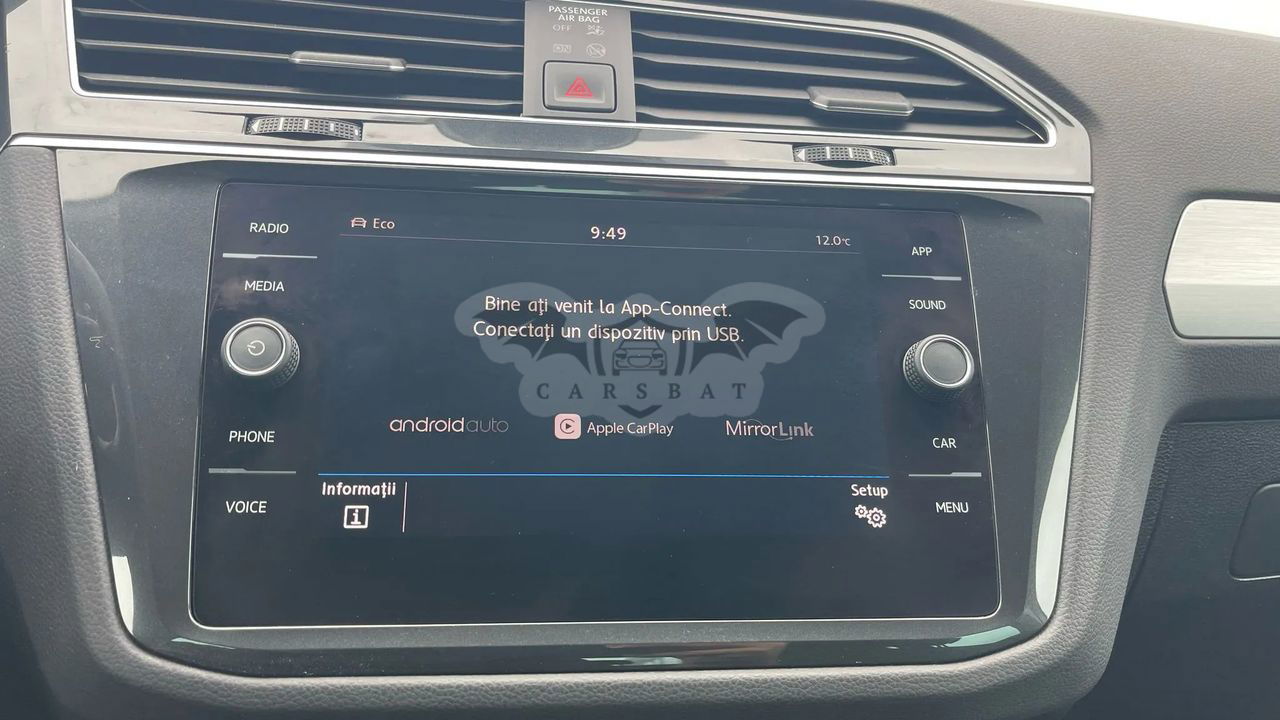 PASSENGER
AIR BAG
OFF
ON
RADIO
MEDIA
PHONE
VOICE
Eco
9:49
12.0°C
Bine aţi venit la App-Connect.
Conectaţi un dispozitiv prin USB.
CARSBAT
androidauto
Apple CarPlay
MirrorLink
Informaţii
Setup
APP
SOUND
CAR
MENU